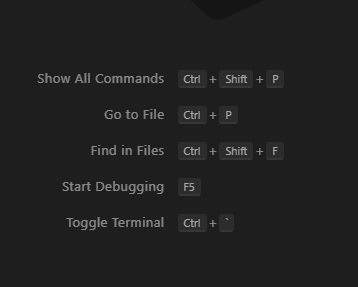 Show All Commands Ctrl + Shift + P
Go to File Ctrl + P
Find in Files Ctrl + Shift + F
Start Debugging F5
Toggle Terminal Ctrl + `